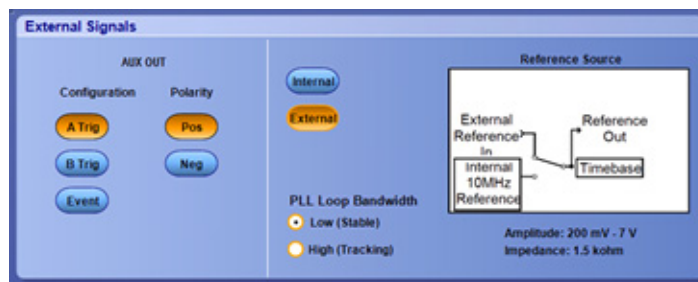 External Signals
AUX OUT
Configuration
Polarity
A Trig
Pos
B Trig
Neg
Event
Internal
External
PLL Loop Bandwidth
Low (Stable)
High (Tracking)
Reference Source
External
Reference
In
Internal
10MHz
Reference
Reference
Out
Timebase
Amplitude: 200 mV - 7 V
Impedance: 1.5 kohm